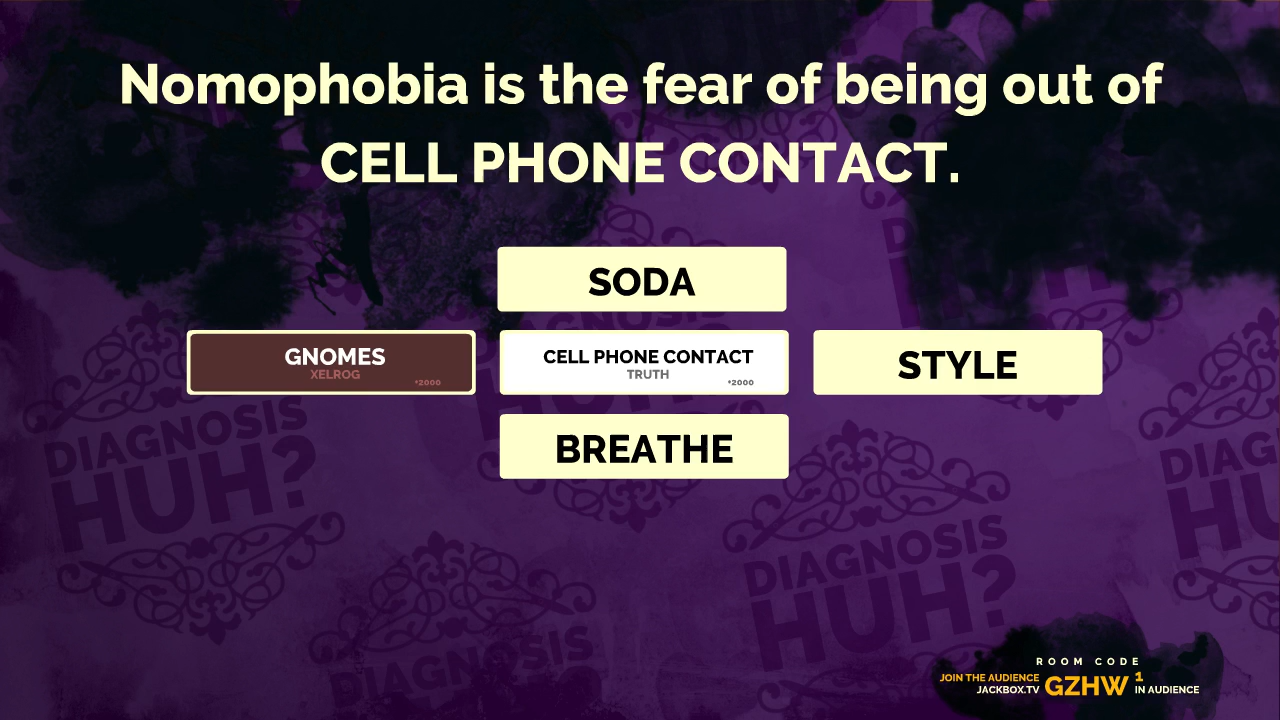 Nomophobia is the fear of being out of
CELL PHONE CONTACT.
SODA
GNOMES
XELROG
+2000
CELL PHONE CONTACT
TRUTH
+2000
STYLE
BREATHE
DIAGNOSIS
HUH?
DIAGNOSIS
HUH?
DIAGNOSIS
DIAG
HU
ROOM CODE
JOIN THE AUDIENCE
JACKBOX.TV
GZHW
1
IN AUDIENCE